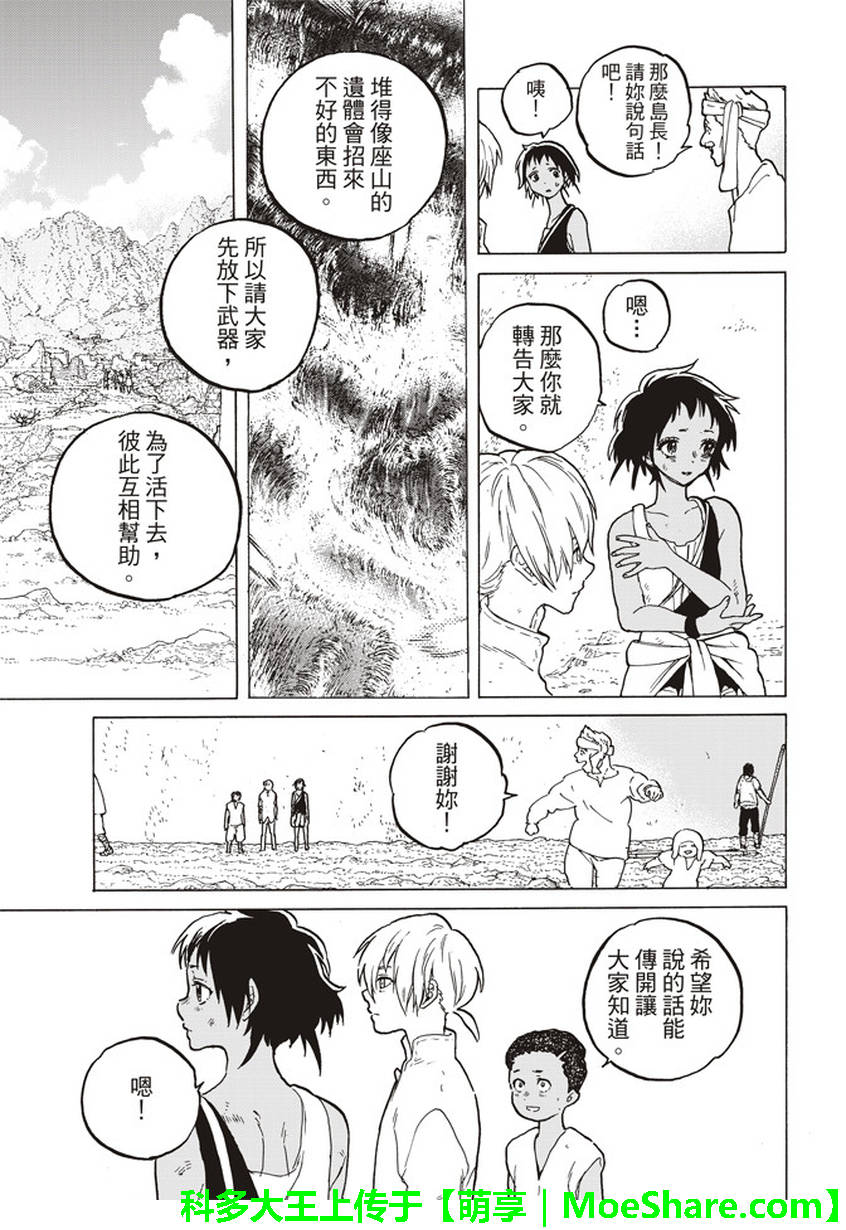 那麼島長！
請妳說句話
吧！
咦！
嗯…
那麼你就
轉告大家。
堆得像座山的
遺體會招來
不好的東西。
所以請大家
先放下武器，
為了活下去，
彼此互相幫助。
謝謝妳！
希望妳
說的話能
傳開讓
大家知道。
嗯！
科多大王上传于【萌享｜MoeShare.com】